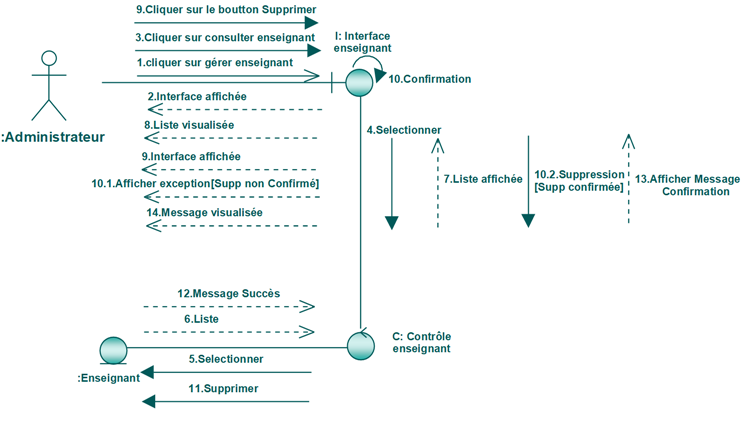 9.Cliquer sur le boutton Supprimer
3.Cliquer sur consulter enseignant
1.cliquer sur gérer enseignant
I: Interface
enseignant
10.Confirmation
:Administrateur
2.Interface affichée
8.Liste visualisée
9.Interface affichée
10.1.Afficher exception[Supp non Confirmé]
14.Message visualisée
4.Selectionner
7.Liste affichée
10.2.Suppression
[Supp confirmée]
13.Afficher Message
Confirmation
12.Message Succès
6.Liste
C: Contrôle
enseignant
:Enseignant
5.Selectionner
11.Supprimer